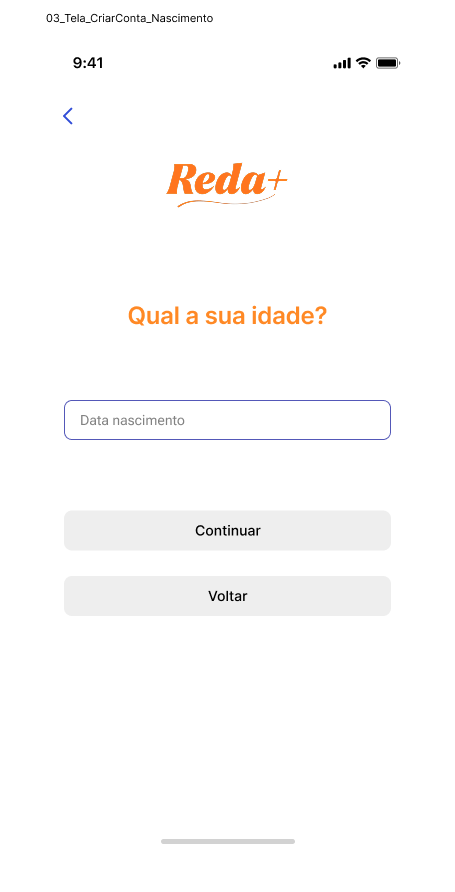 03_Tela_CriarConta_Nascimento
9:41
Reda+
Qual a sua idade?
Data nascimento
Continuar
Voltar